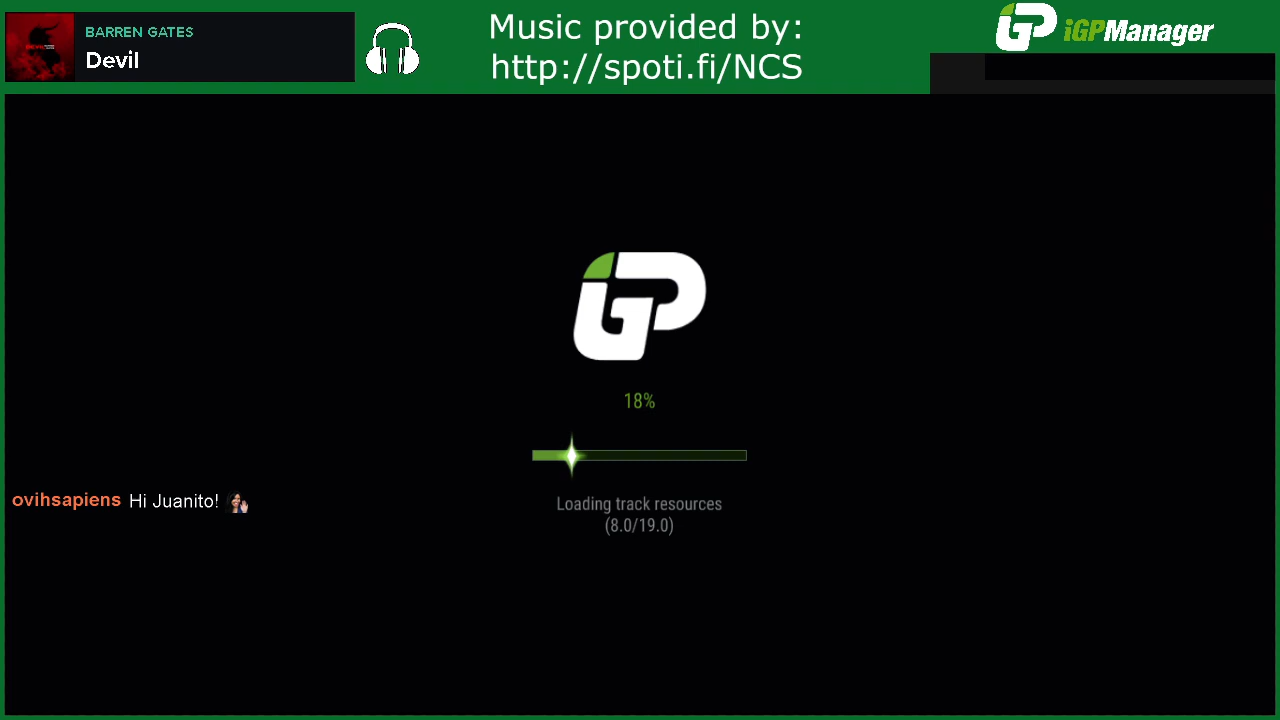 BARREN GATES
Devil
Music provided by:
http://spoti.fi/NCS
iGPManager
iGP
18%
Loading track resources
(8.0/19.0)
ovihsapiens Hi Juanito!